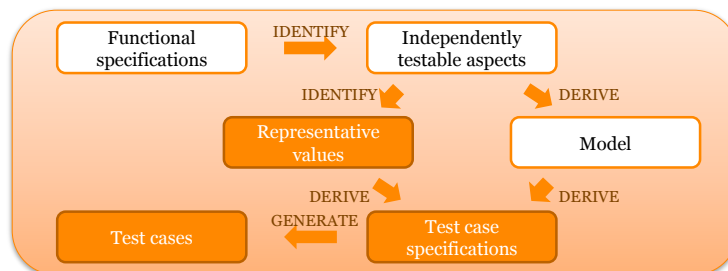 Functional
specifications
IDENTIFY
Independently
testable aspects
IDENTIFY
DERIVE
Representative
values
Model
DERIVE
DERIVE
GENERATE
Test cases
Test case
specifications